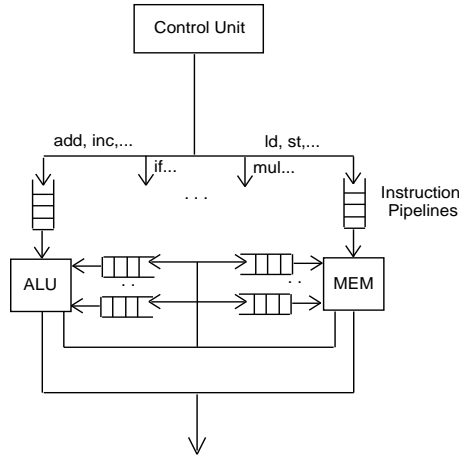 Control Unit
add, inc,...
ld, st,...
if...
mul...
. . .
Instruction
Pipelines
ALU
. .
. .
MEM